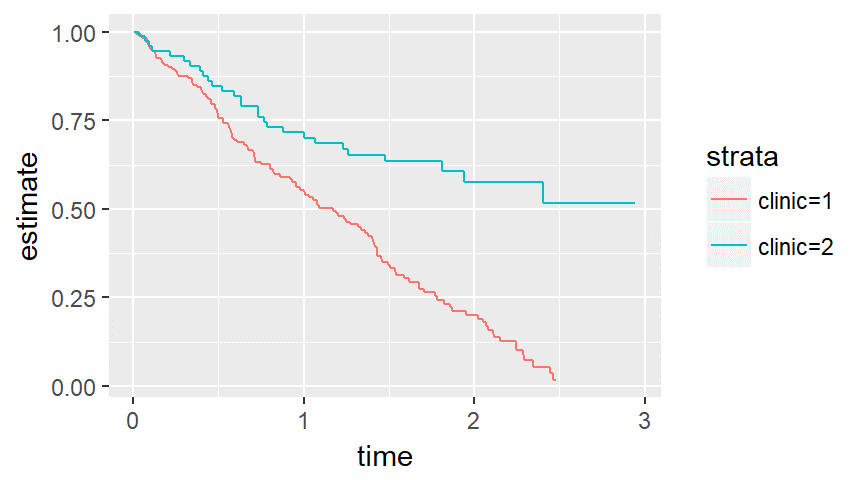 1.00
0.75
0.50
0.25
0.00
estimate
0 1 2 3
time
strata
clinic=1
clinic=2